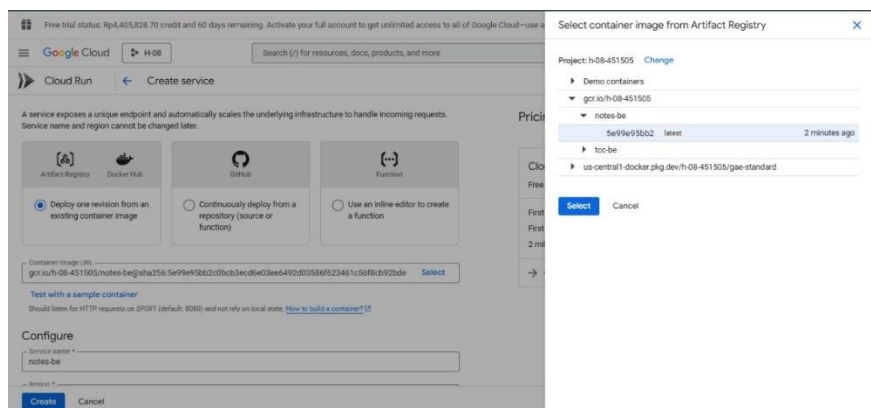 Free trial status: Rp4,405,828.70 credit and 60 days remaining. Activate your full account to get unlimited access to all of Google Cloud—use a
Google Cloud
H-08
Search (/) for resources, docs, products, and more
Cloud Run
Create service
A service exposes a unique endpoint and automatically scales the underlying infrastructure to handle incoming requests.
Service name and region cannot be changed later.
Artifact Registry
Docker Hub
GitHub
Function
Deploy one revision from an
existing container image
Continuously deploy from a
repository (source or
function)
Use an inline editor to create
a function
Container image URL
gcr.io/h-08-451505/notes-be@sha256:5e99e95bb2c0bcb3ecd6e03ee6492d03586f623461c56f8cb92bde
Select
Test with a sample container
Should listen for HTTP requests on $PORT (default: 8080) and not rely on local state. How to build a container?
Configure
Service name *
notes-be
Region *
Create
Cancel
Pricin
Clo
Free
First
First
2 mil
Select container image from Artifact Registry
Project: h-08-451505 Change
Demo containers
gcr.io/h-08-451505
notes-be
5e99e95bb2 latest 2 minutes ago
tcc-be
us-central1-docker.pkg.dev/h-08-451505/gae-standard
Select
Cancel